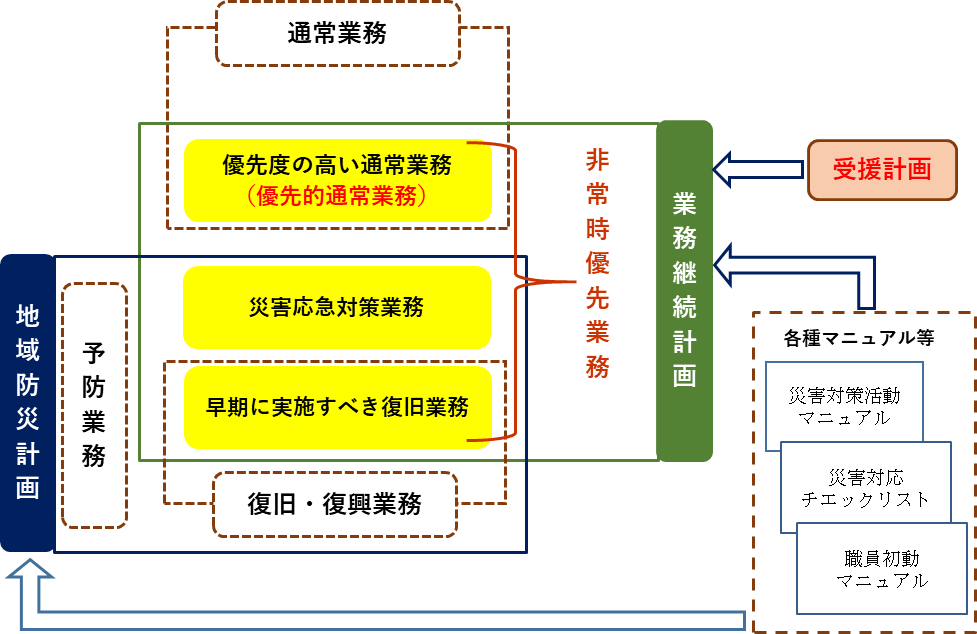 通常業務
優先度の高い通常業務
（優先的通常業務）
災害応急対策業務
早期に実施すべき復旧業務
復旧・復興業務
予防業務
地域防災計画
非常時優先業務
業務継続計画
受援計画
各種マニュアル等
災害対策活動
マニュアル
災害対応
チエックリスト
職員初動
マニュアル